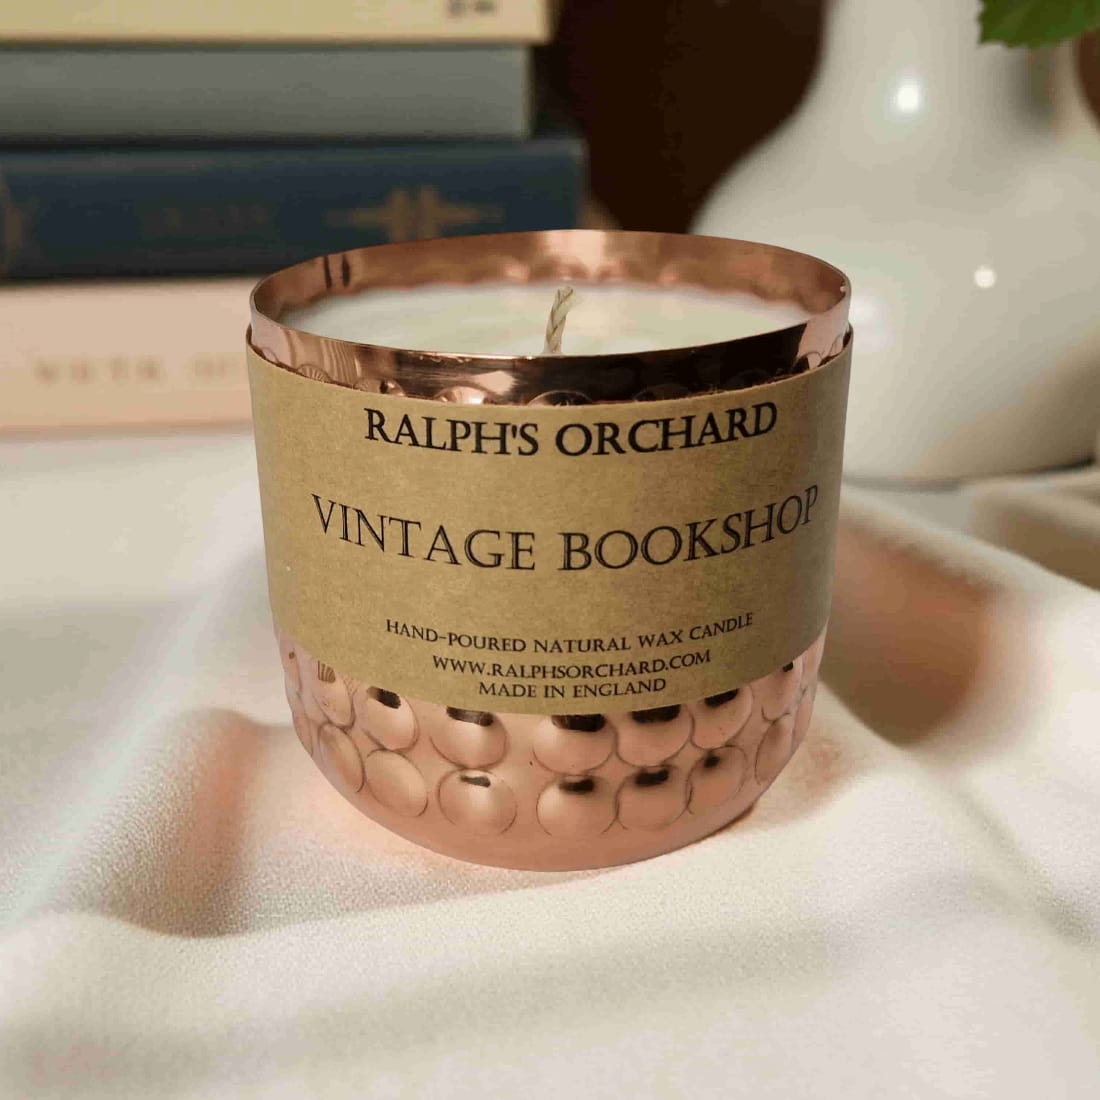 RALPH'S ORCHARD
VINTAGE BOOKSHOP
HAND-POURED NATURAL WAX CANDLE
WWW.RALPHSORCHARD.COM
MADE IN ENGLAND